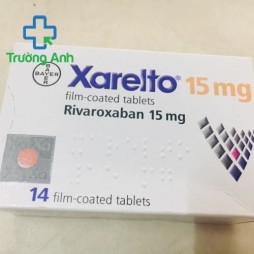 Trường Anh
BAYER
Xarelto® 15 mg
film-coated tablets
Rivaroxaban 15 mg
14 film-coated tablets